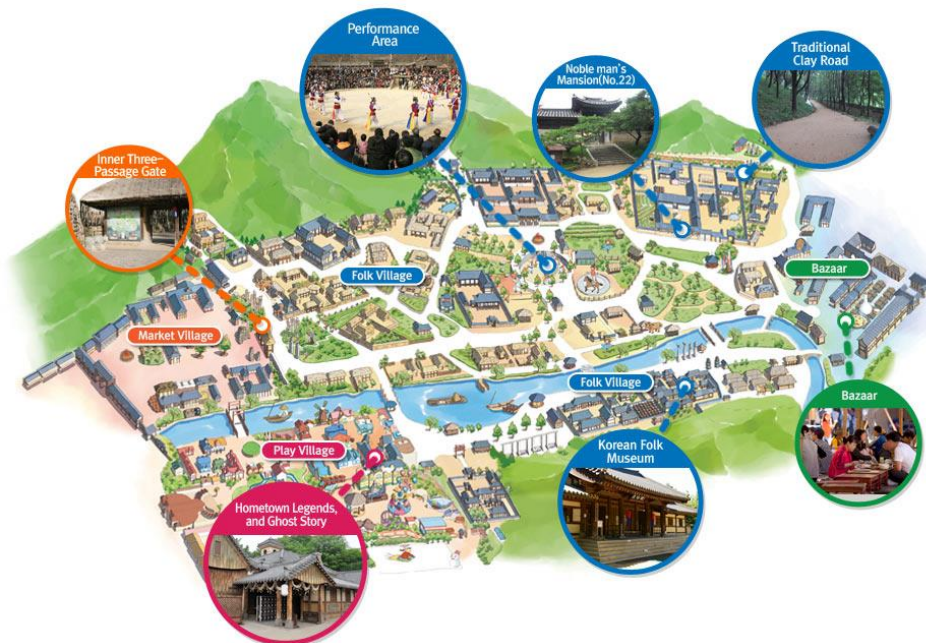 Performance
Area
Noble man's
Mansion(No.22)
Traditional
Clay Road
Inner Three-
Passage Gate
Folk Village
Bazaar
Market Village
Folk Village
Bazaar
Play Village
Korean Folk
Museum
Hometown Legends,
and Ghost Story